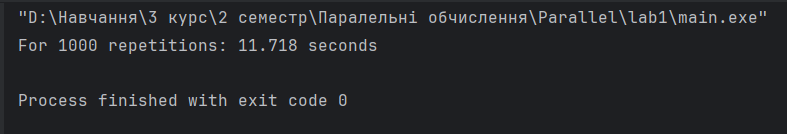 "D:\Навчання\3 курс\2 семестр\Паралельні обчислення\Parallel\lab1\main.exe"
For 1000 repetitions: 11.718 seconds
Process finished with exit code 0